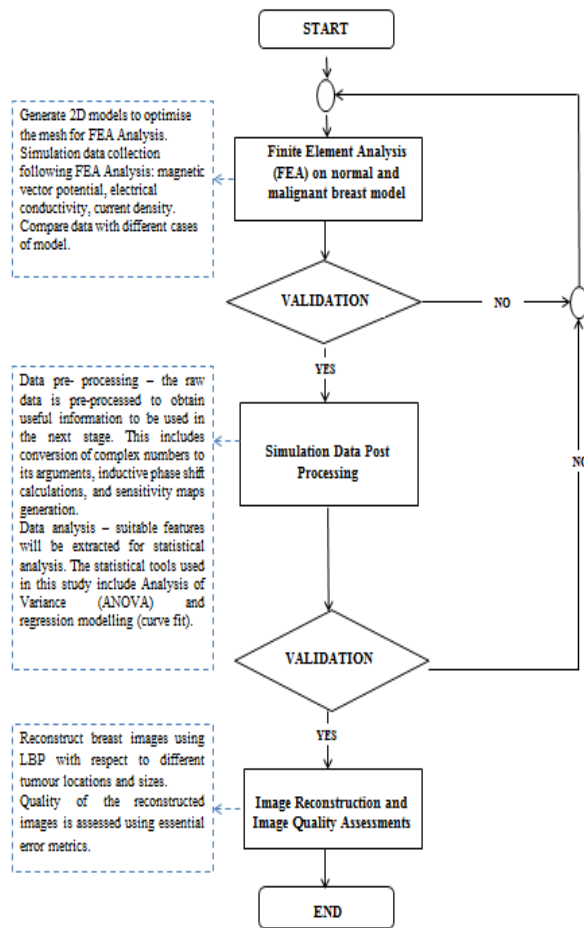 START
Generate 2D models to optimise
the mesh for FEA Analysis.
Simulation data collection
following FEA Analysis: magnetic
vector potential, electrical
conductivity, current density.
Compare data with different cases
of model.
Finite Element Analysis
(FEA) on normal and
malignant breast model
VALIDATION
NO
YES
Data pre- processing – the raw
data is pre-processed to obtain
useful information to be used in
the next stage. This includes
conversion of complex numbers to
its arguments, inductive phase shift
calculations, and sensitivity maps
generation.
Data analysis – suitable features
will be extracted for statistical
analysis. The statistical tools used
in this study include Analysis of
Variance (ANOVA) and
regression modelling (curve fit).
Simulation Data Post
Processing
NO
VALIDATION
YES
Reconstruct breast images using
LBP with respect to different
tumour locations and sizes.
Quality of the reconstructed
images is assessed using essential
error metrics.
Image Reconstruction and
Image Quality Assessments
END